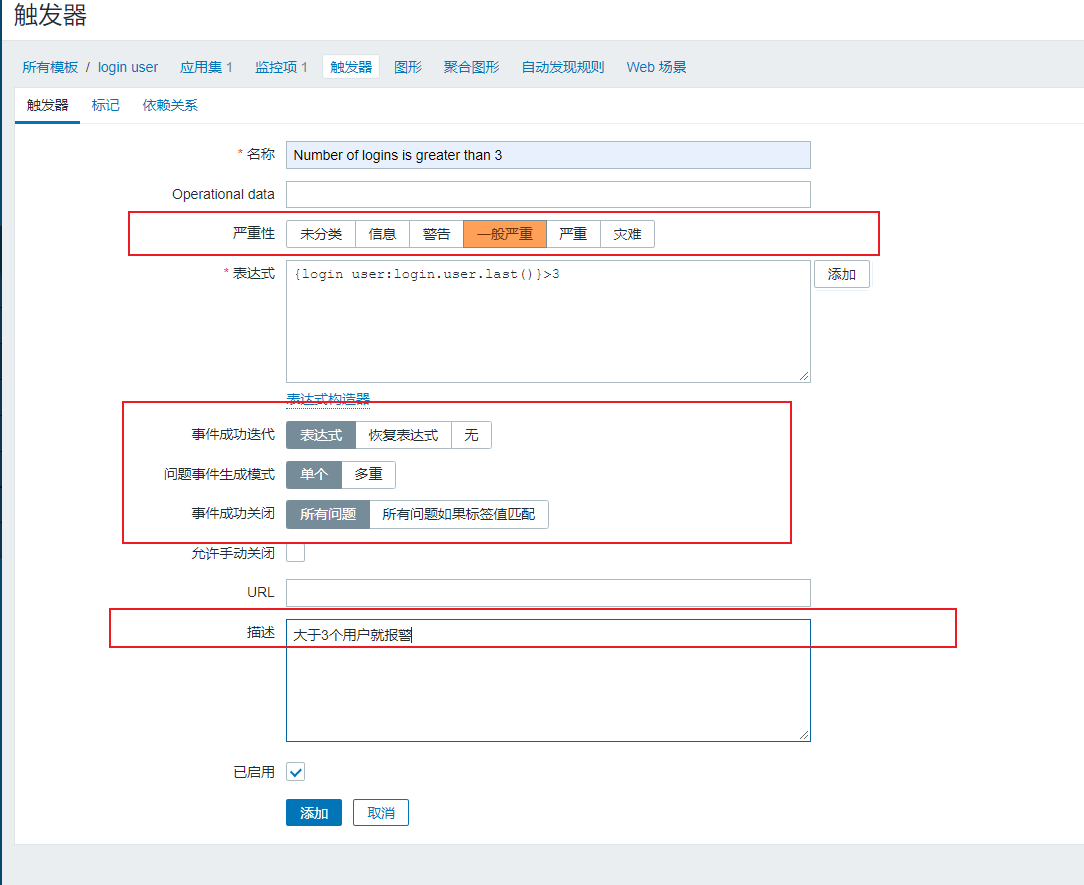 触发器
所有模板 / login user 应用集 1 监控项 1 触发器 图形 聚合图形 自动发现规则 Web 场景
触发器 标记 依赖关系
* 名称 Number of logins is greater than 3
Operational data
严重性 未分类 信息 警告 一般严重 严重 灾难
* 表达式 {login user:login.user.last()}>3 添加
表达式构造器
事件成功迭代 表达式 恢复表达式 无
问题事件生成模式 单个 多重
事件成功关闭 所有问题 所有问题如果标签值匹配
允许手动关闭
URL
描述 大于3个用户就报警
已启用
添加 取消